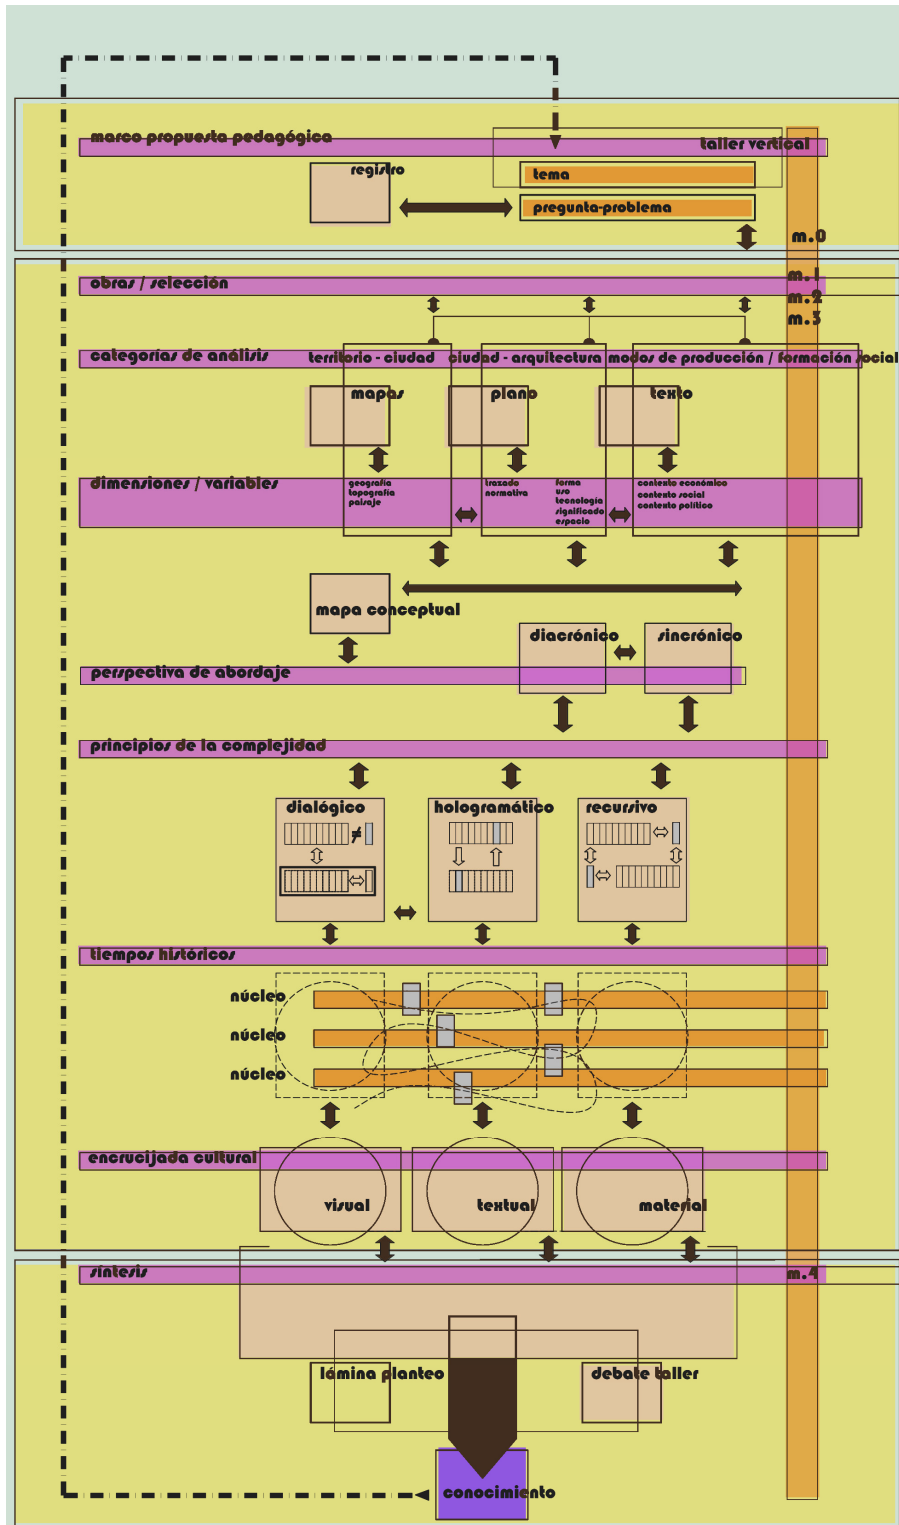 marco propuesta pedagógica
taller vertical
registro
tema
pregunta-problema
m.0
obras / selección
m.1
m.2
m.3
categorías de análisis
territorio - ciudad
ciudad - arquitectura
modos de producción / formación social
mapas
plano
texto
dimensiones / variables
geografía
topografía
paisaje
trazado
normativa
forma
uso
tecnología
significado
espacio
contexto económico
contexto social
contexto político
mapa conceptual
diacrónico
sincrónico
perspectiva de abordaje
principios de la complejidad
dialógico
hologramático
recursivo
≠
tiempos históricos
núcleo
núcleo
núcleo
encrucijada cultural
visual
textual
material
síntesis
m.4
lámina planteo
debate taller
conocimiento